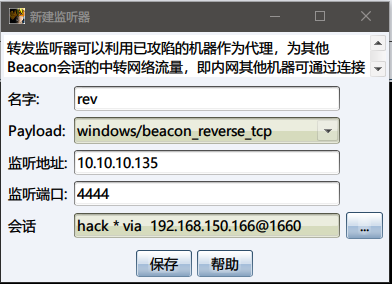 新建监听器
转发监听器可以利用已攻陷的机器作为代理，为其他
Beacon会话的中转网络流量，即内网其他机器可通过连接
名字: rev
Payload: windows/beacon_reverse_tcp
监听地址: 10.10.10.135
监听端口: 4444
会话 hack * via 192.168.150.166@1660 ...
保存 帮助